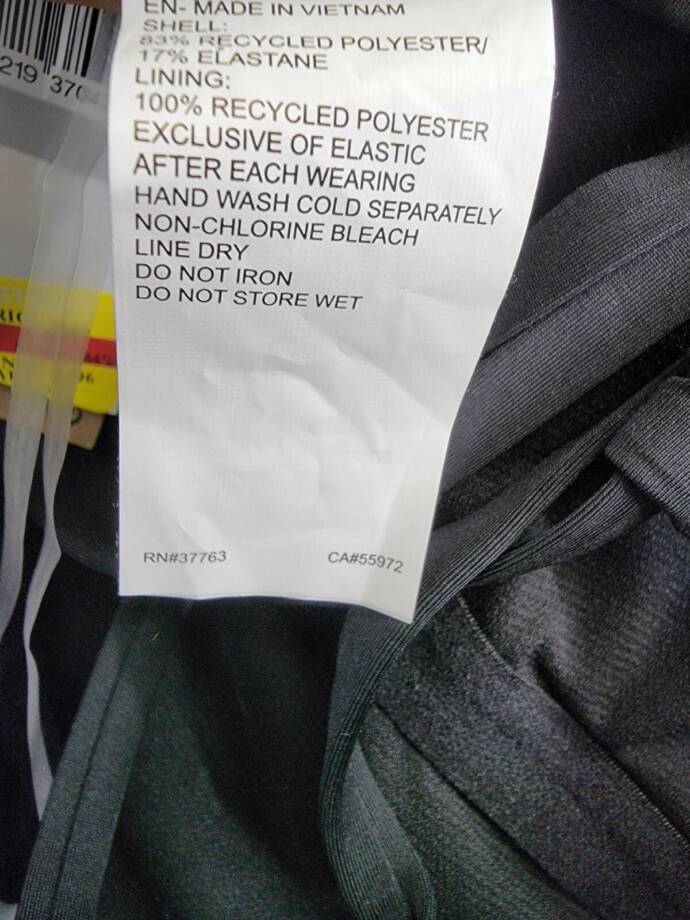 EN- MADE IN VIETNAM
SHELL:
83% RECYCLED POLYESTER/
17% ELASTANE
LINING:
100% RECYCLED POLYESTER
EXCLUSIVE OF ELASTIC
AFTER EACH WEARING
HAND WASH COLD SEPARATELY
NON-CHLORINE BLEACH
LINE DRY
DO NOT IRON
DO NOT STORE WET
RN#37763 CA#55972
219 370